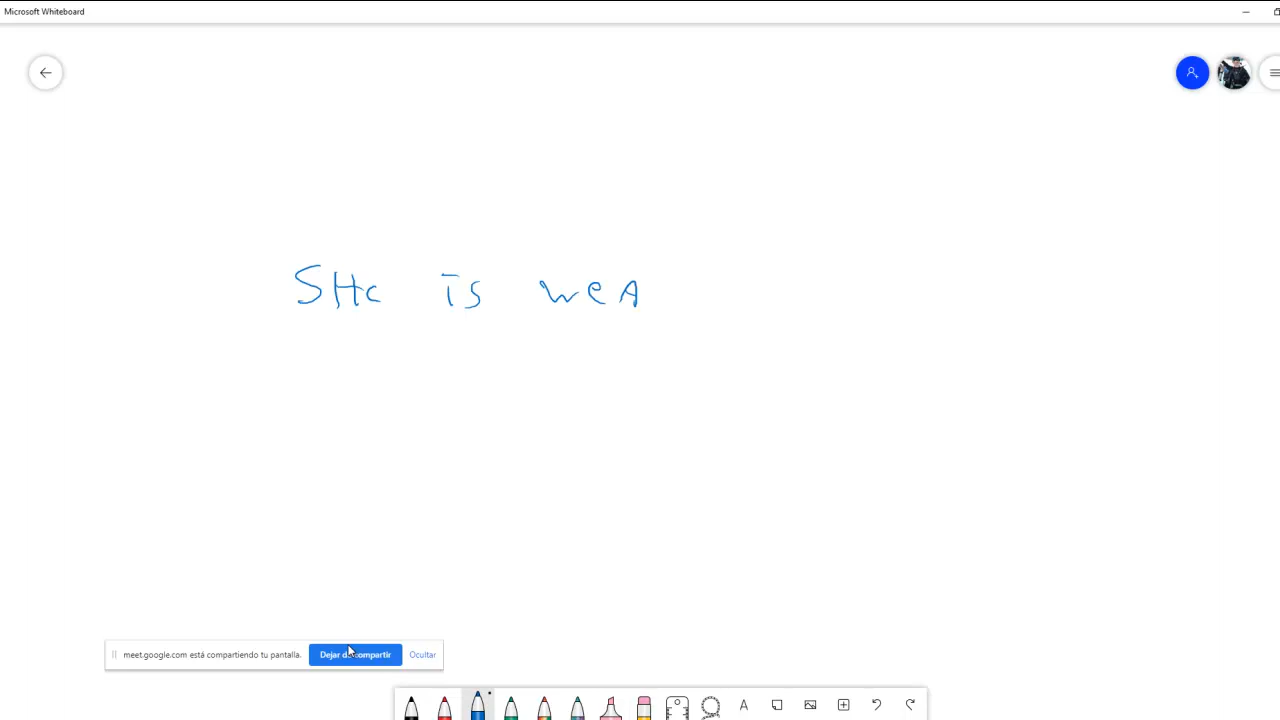 Microsoft Whiteboard
SHe is weA
meet.google.com está compartiendo tu pantalla. Dejar de compartir Ocultar